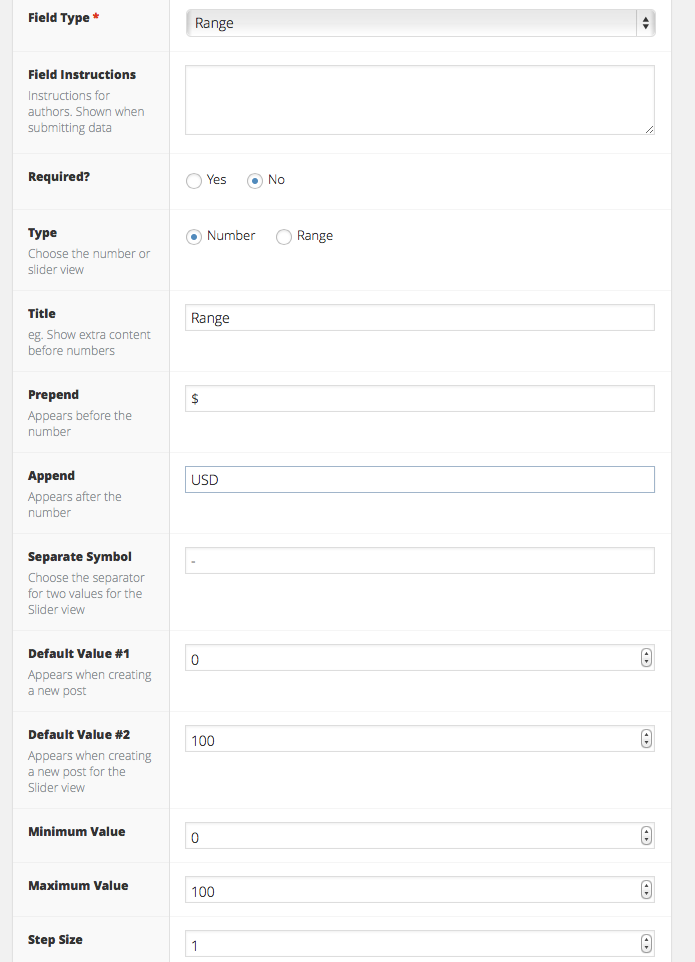 Field Type *
Range
Field Instructions
Instructions for
authors. Shown when
submitting data
Required?
Yes No
Type
Choose the number or
slider view
Number Range
Title
eg. Show extra content
before numbers
Range
Prepend
Appears before the
number
$
Append
Appears after the
number
USD
Separate Symbol
Choose the separator
for two values for the
Slider view
-
Default Value #1
Appears when creating
a new post
0
Default Value #2
Appears when creating
a new post for the
Slider view
100
Minimum Value
0
Maximum Value
100
Step Size
1